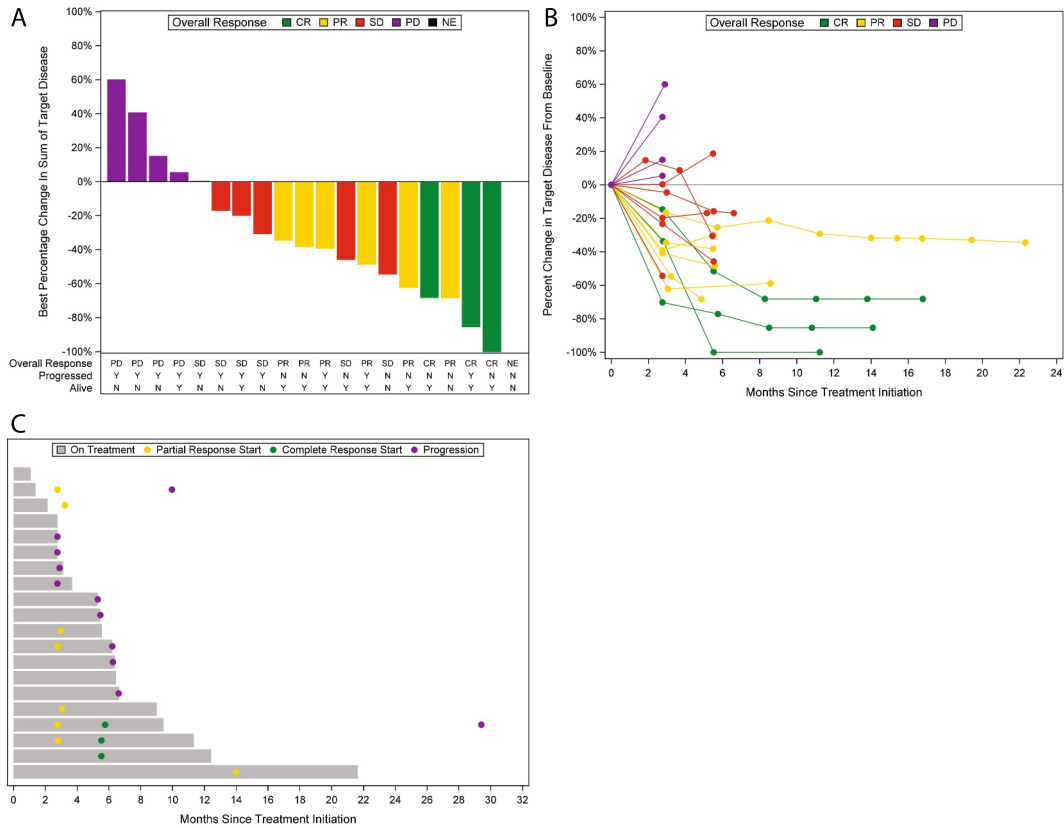 A
Overall Response CR PR SD PD NE
100%
80%
60%
40%
20%
0%
-20%
-40%
-60%
-80%
-100%
Best Percentage Change In Sum of Target Disease
Overall Response PD PD PD PD SD SD SD SD PR PR PR SD PR SD PR CR PR CR CR NE
Progressed Y Y Y Y Y Y Y Y N N N Y Y N N N N Y N N
Alive
B
Overall Response CR PR SD PD
100%
80%
60%
40%
20%
0%
-20%
-40%
-60%
-80%
-100%
Percent Change in Target Disease From Baseline
0 2 4 6 8 10 12 14 16 18 20 22 24
Months Since Treatment Initiation
C
On Treatment Partial Response Start Complete Response Start Progression
0 2 4 6 8 10 12 14 16 18 20 22 24 26 28 30 32
Months Since Treatment Initiation